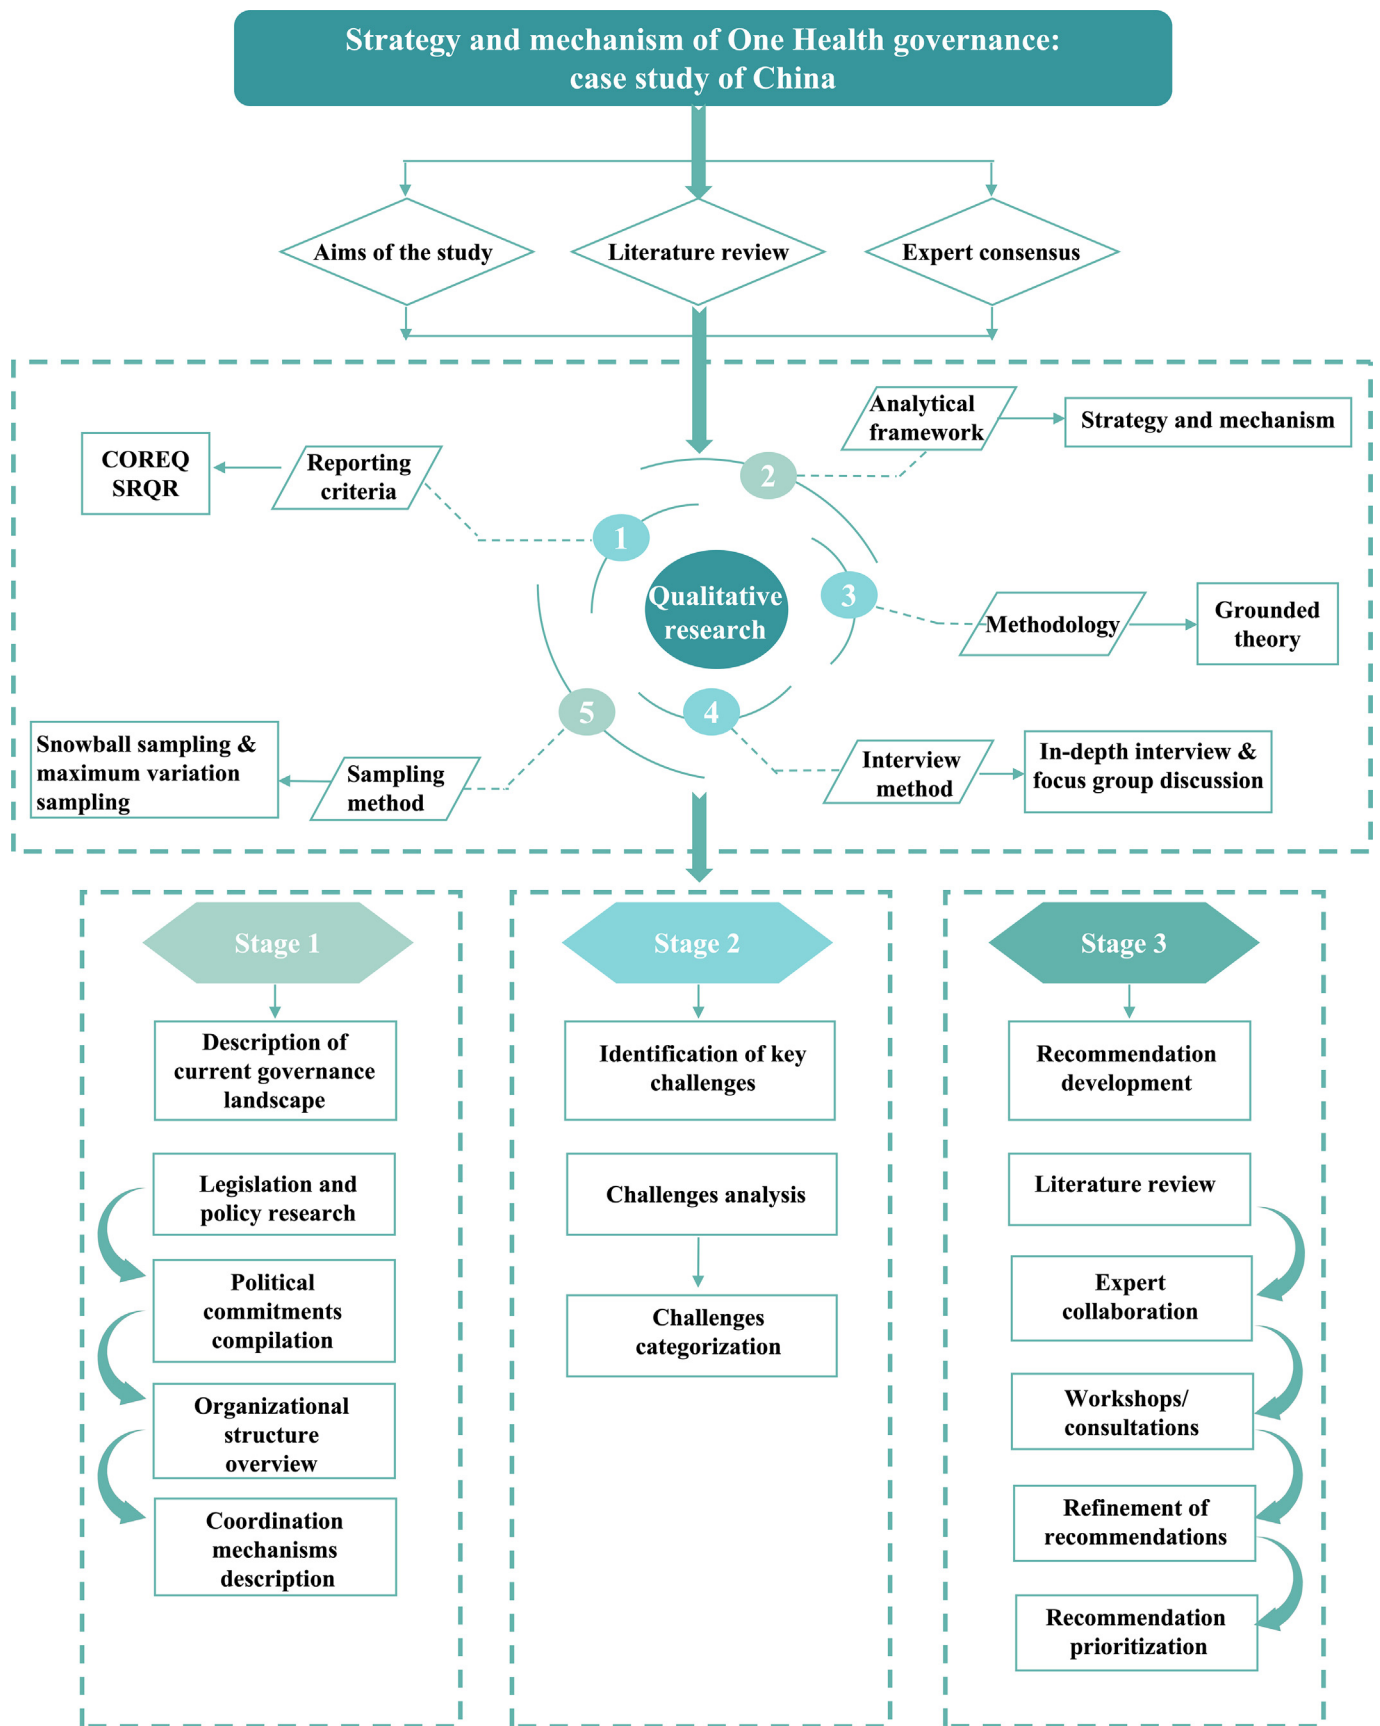 Strategy and mechanism of One Health governance:
case study of China
Aims of the study
Literature review
Expert consensus
Analytical
framework
Strategy and mechanism
COREQ
SRQR
Reporting
criteria
2
1
Qualitative
research
3
Methodology
Grounded
theory
5
4
Snowball sampling &
maximum variation
sampling
Sampling
method
Interview
method
In-depth interview &
focus group discussion
Stage 1
Description of
current governance
landscape
Legislation and
policy research
Political
commitments
compilation
Organizational
structure
overview
Coordination
mechanisms
description
Stage 2
Identification of key
challenges
Challenges analysis
Challenges
categorization
Stage 3
Recommendation
development
Literature review
Expert
collaboration
Workshops/
consultations
Refinement of
recommendations
Recommendation
prioritization